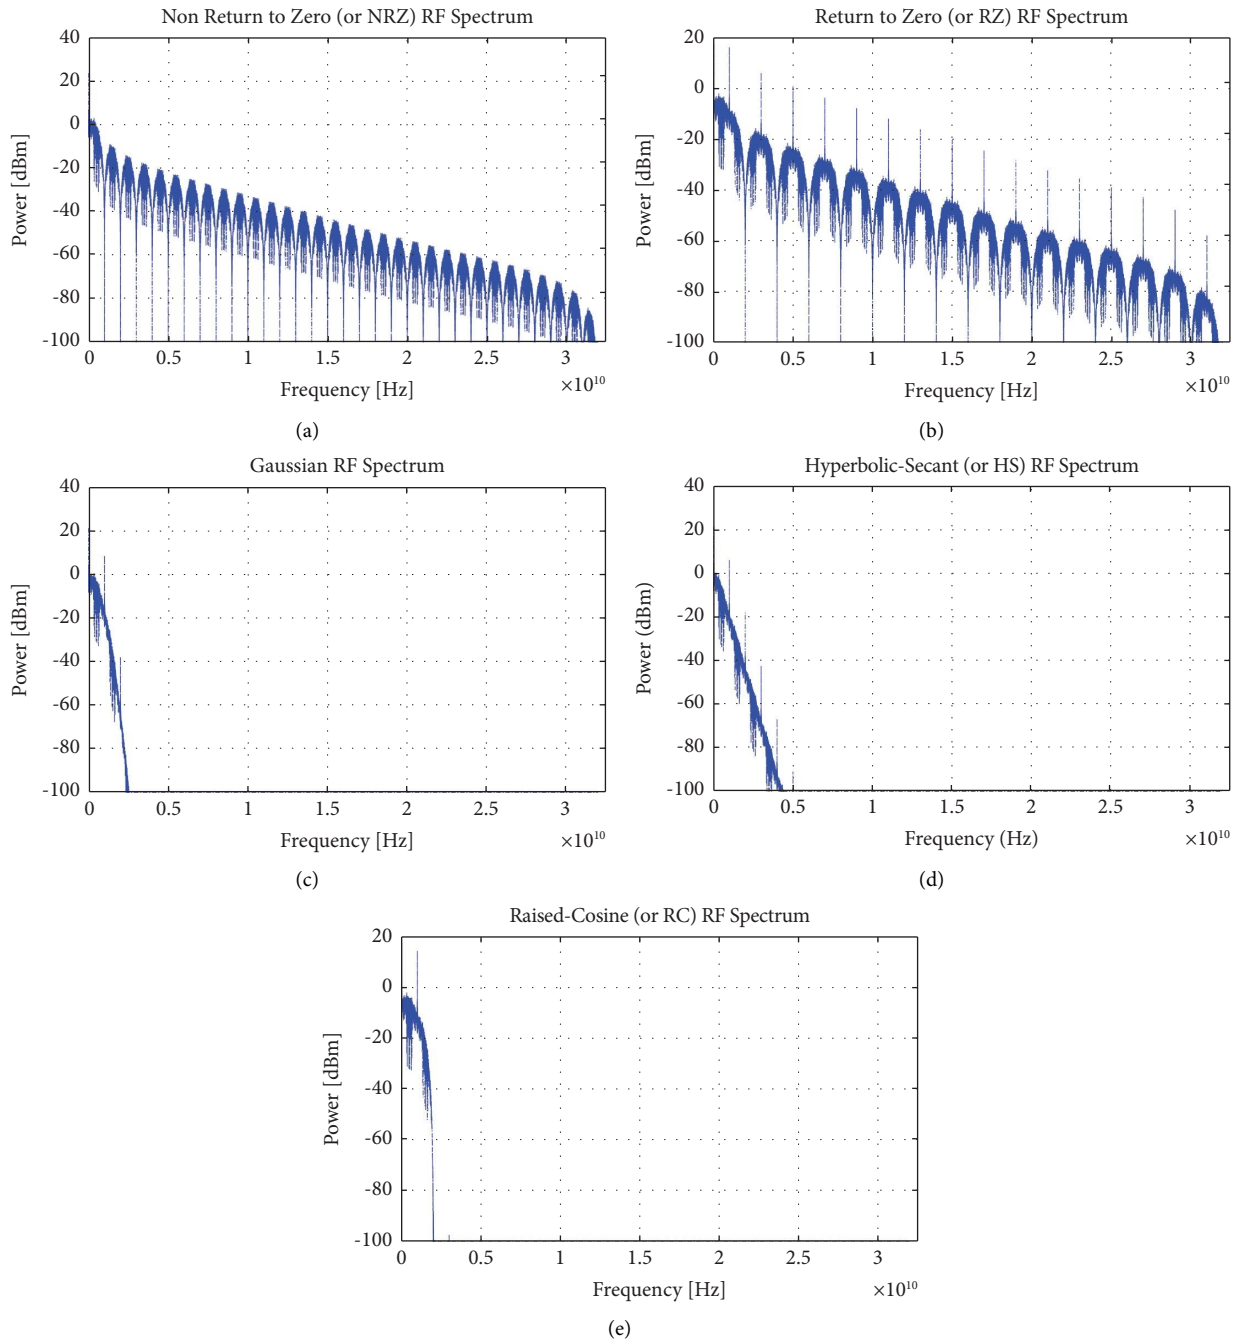 Non Return to Zero (or NRZ) RF Spectrum
40
20
0
-20
-40
-60
-80
-100
Power [dBm]
0 0.5 1 1.5 2 2.5 3
Frequency [Hz] ×10¹⁰
(a)
Return to Zero (or RZ) RF Spectrum
20
0
-20
-40
-60
-80
-100
Power [dBm]
0 0.5 1 1.5 2 2.5 3
Frequency [Hz] ×10¹⁰
(b)
Gaussian RF Spectrum
40
20
0
-20
-40
-60
-80
-100
Power [dBm]
0 0.5 1 1.5 2 2.5 3
Frequency [Hz] ×10¹⁰
(c)
Hyperbolic-Secant (or HS) RF Spectrum
40
20
0
-20
-40
-60
-80
-100
Power (dBm)
0 0.5 1 1.5 2 2.5 3
Frequency (Hz) ×10¹⁰
(d)
Raised-Cosine (or RC) RF Spectrum
20
0
-20
-40
-60
-80
-100
Power [dBm]
0 0.5 1 1.5 2 2.5 3
Frequency [Hz] ×10¹⁰
(e)